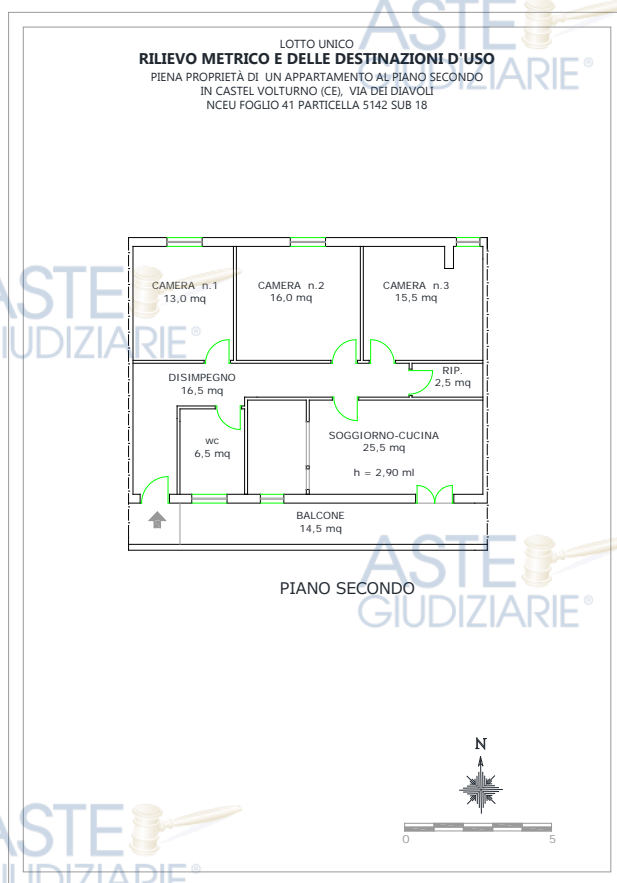 LOTTO UNICO
RILIEVO METRICO E DELLE DESTINAZIONI D'USO
PIENA PROPRIETÀ DI UN APPARTAMENTO AL PIANO SECONDO
IN CASTEL VOLTURNO (CE), VIA DEI DIAVOLI
NCEU FOGLIO 41 PARTICELLA 5142 SUB 18
ASTE
GIUDIZIARIE®
CAMERA n.1
13,0 mq
CAMERA n.2
16,0 mq
CAMERA n.3
15,5 mq
ASTE
GIUDIZIARIE®
DISIMPEGNO
16,5 mq
RIP.
2,5 mq
wc
6,5 mq
SOGGIORNO-CUCINA
25,5 mq
h = 2,90 ml
BALCONE
14,5 mq
PIANO SECONDO
ASTE
GIUDIZIARIE®
N
0 5
ASTE
GIUDIZIARIE®